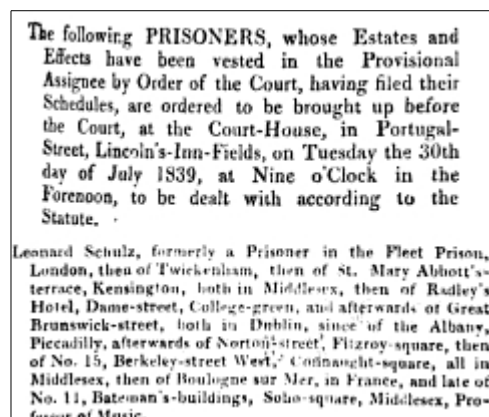 The following PRISONERS, whose Estates and
Effects have been vested in the Provisional
Assignee by Order of the Court, having filed their
Schedules, are ordered to be brought up before
the Court, at the Court-House, in Portugal-
Street, Lincoln's-Inn-Fields, on Tuesday the 30th
day of July 1839, at Nine o'Clock in the
Forenoon, to be dealt with according to the
Statute.
Leonard Schulz, formerly a Prisoner in the Fleet Prison,
London, then of Twickenham, then of St. Mary Abbott's-
terrace, Kensington, both in Middlesex, then of Radley's
Hotel, Dame-street, College-green, and afterwards of Great
Brunswick-street, both in Dublin, since of the Albany,
Piccadilly, afterwards of Norton-street, Fitzroy-square, then
of No. 15, Berkeley-street West, Connaught-square, all in
Middlesex, then of Boulogne sur Mer, in France, and late of
No. 11, Bateman's-buildings, Soho-square, Middlesex, Pro-
fessor of Music.